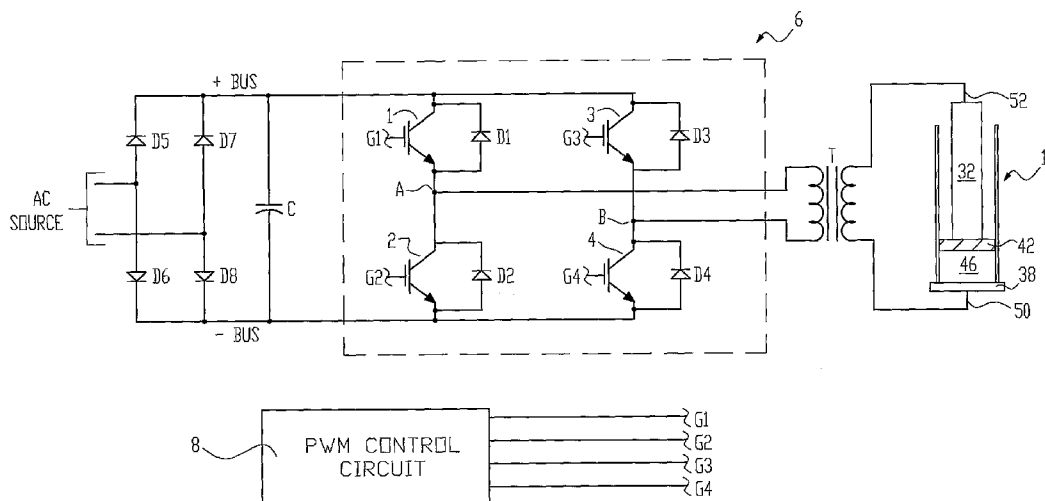 6
+ BUS
52
1
3
D5
D7
G1
D1
G3
D3
T
1
A
32
AC
SOURCE
C
B
2
4
42
D6
D8
G2
D2
G4
D4
46
38
50
- BUS
8
PWM CONTROL
CIRCUIT
G1
G2
G3
G4